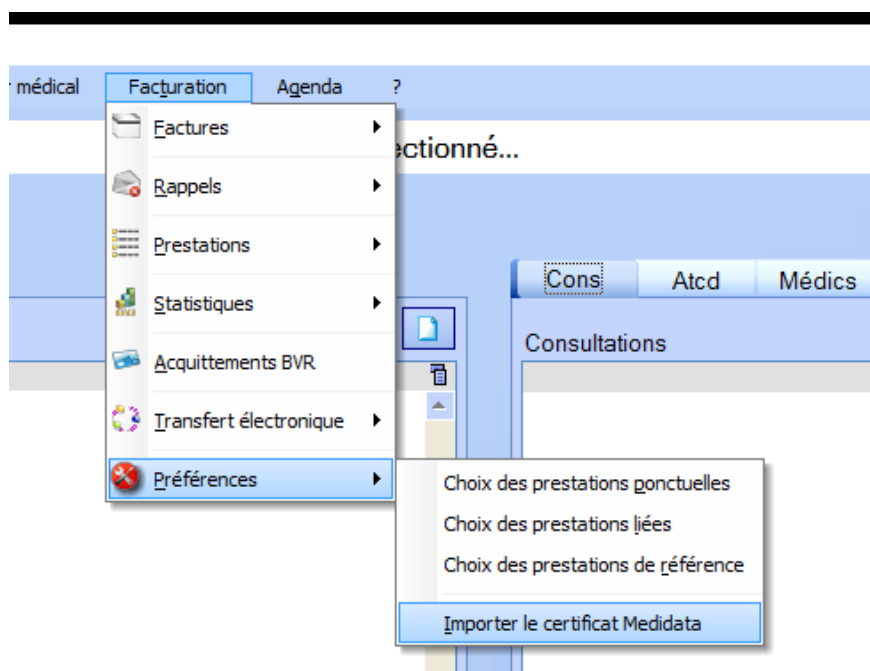 médical Facturation Agenda ?
Factures
ectionné...
Rappels
Prestations
Cons Atcd Médics
Statistiques
Consultations
Acquittements BVR
Transfert électronique
Préférences
Choix des prestations ponctuelles
Choix des prestations liées
Choix des prestations de référence
Importer le certificat Medidata